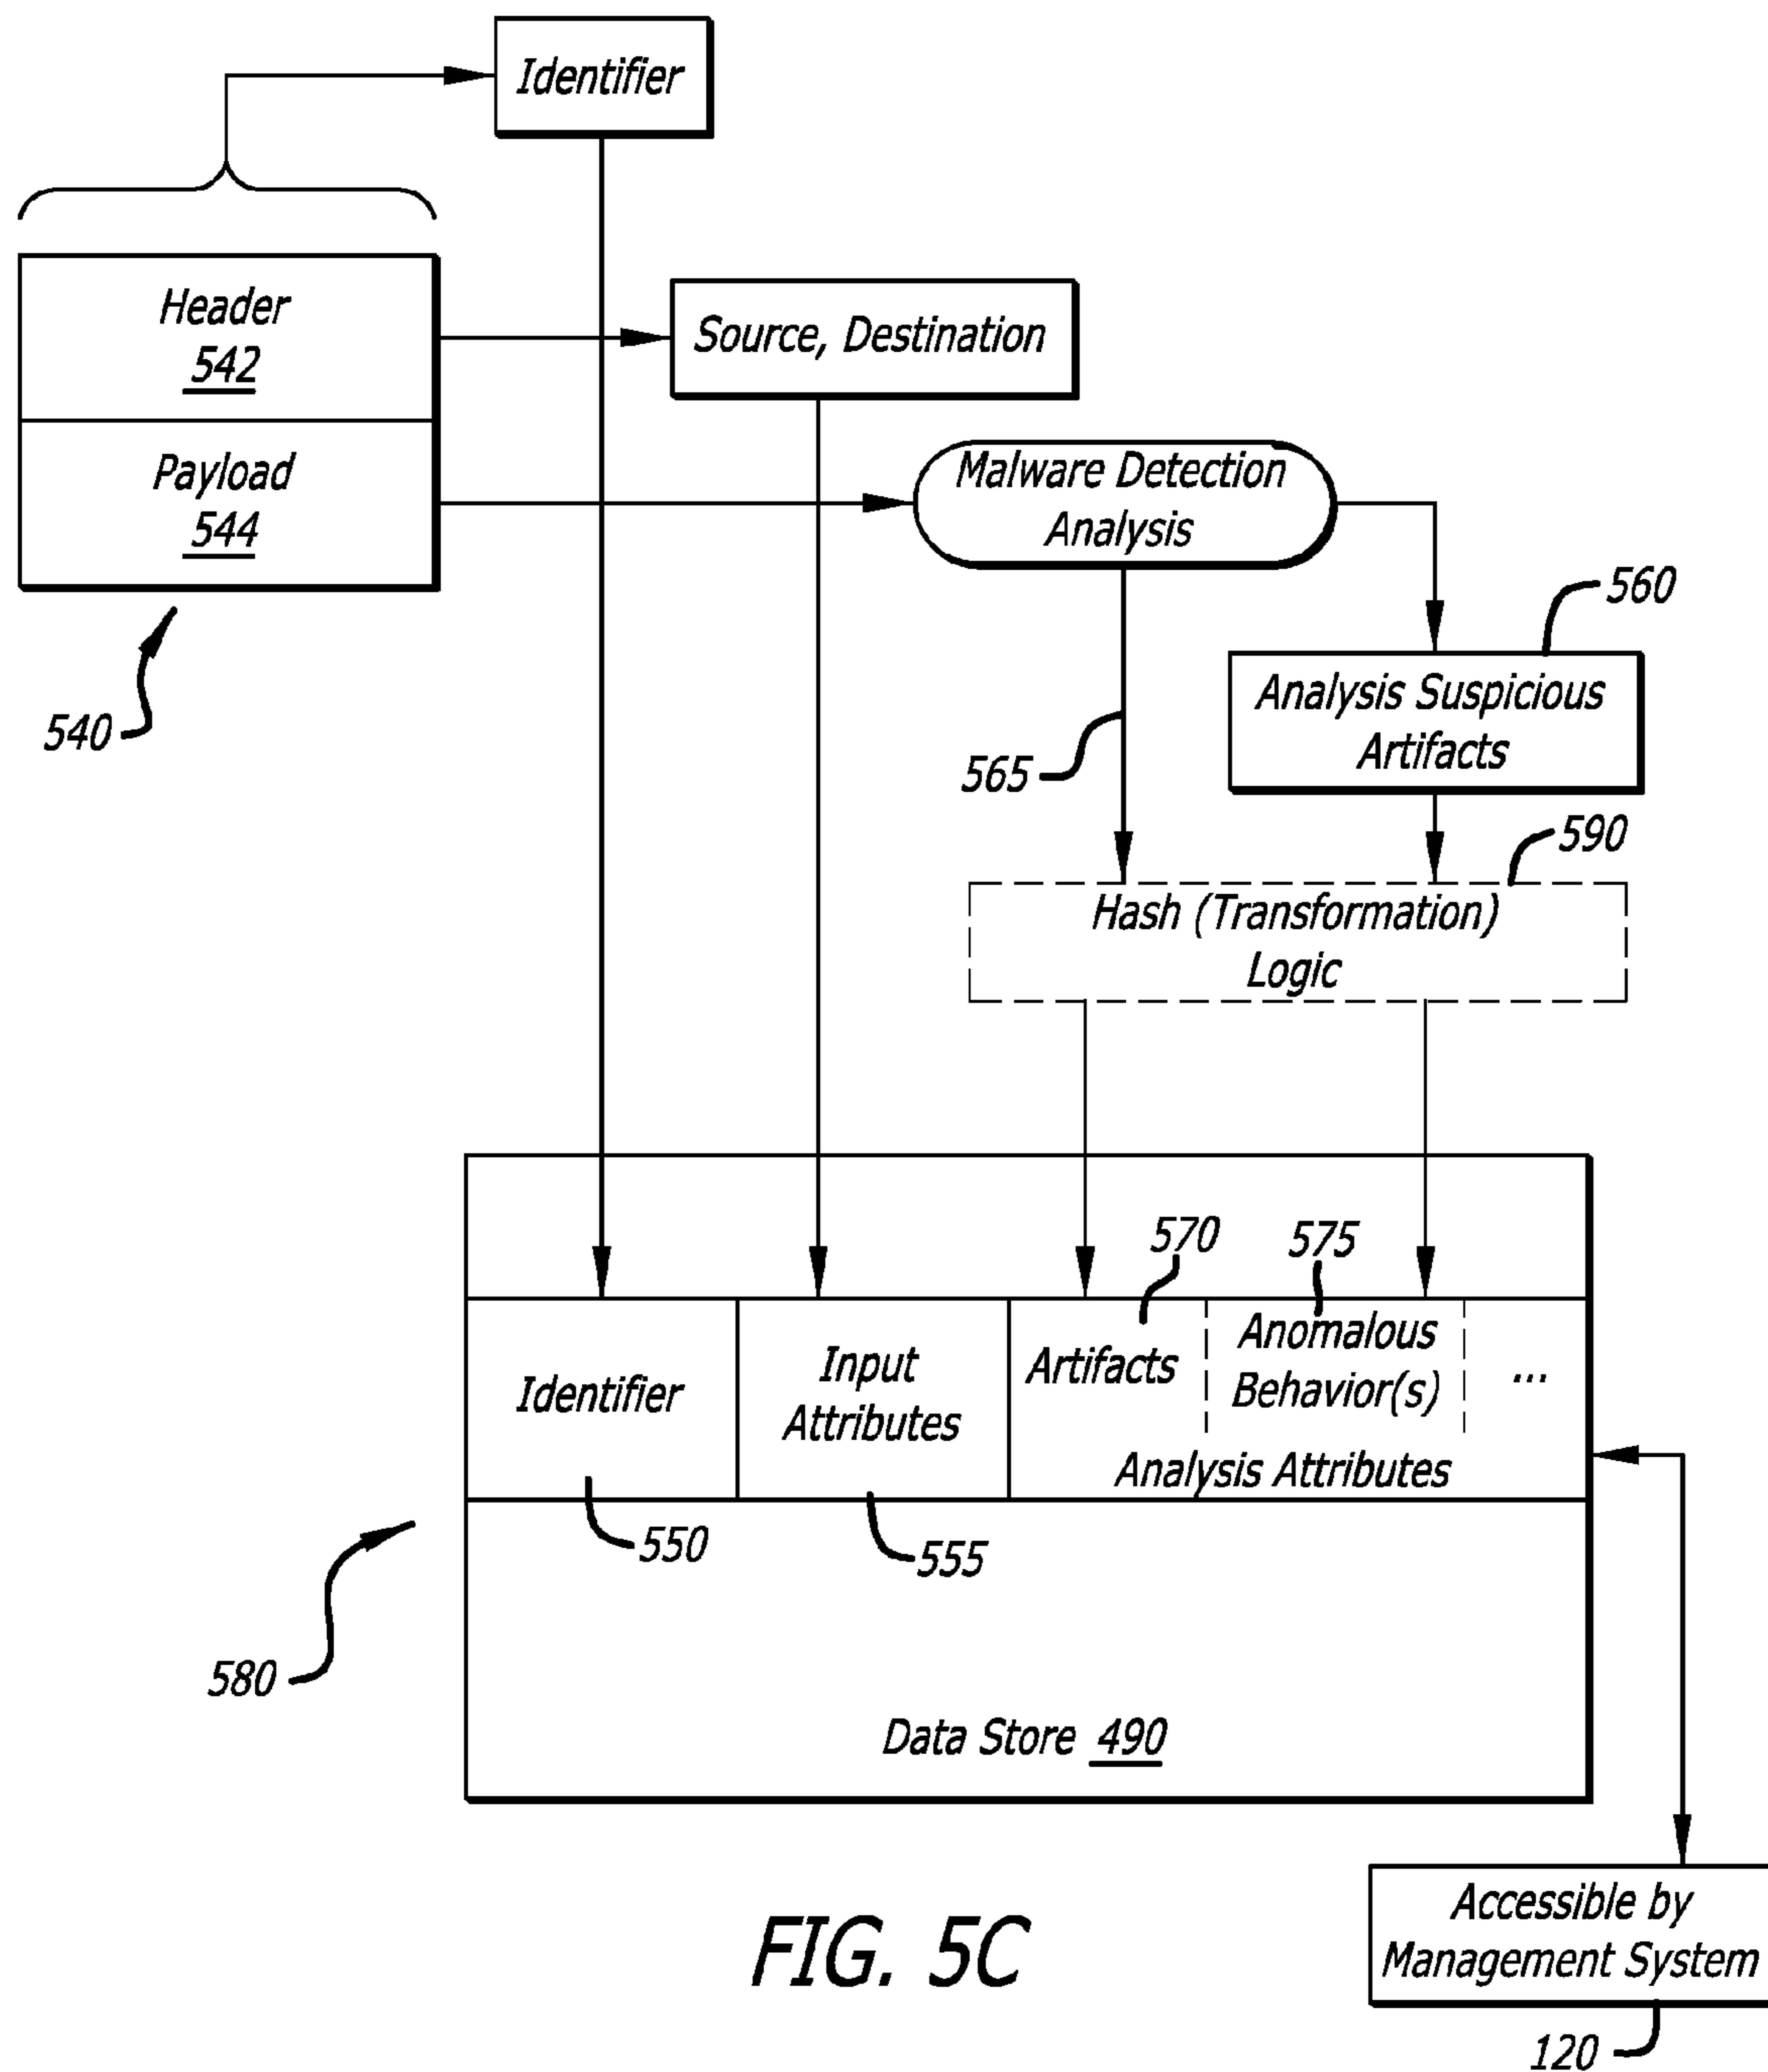 Identifier
Header
542
Source, Destination
Payload
544
Malware Detection
Analysis
540
560
Analysis Suspicious
Artifacts
565
590
Hash (Transformation)
Logic
570
575
Identifier
Input
Attributes
Artifacts
Anomalous
Behavior(s)
...
Analysis Attributes
550
555
580
Data Store 490
Accessible by
Management System
120
FIG. 5C